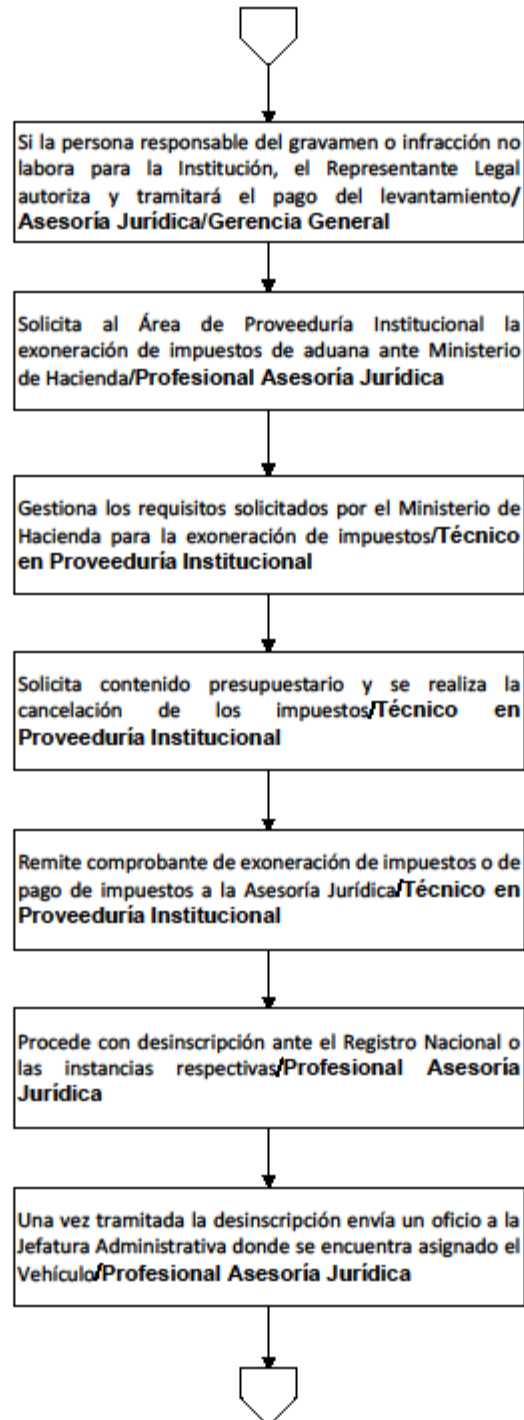 Si la persona responsable del gravamen o infracción no
labora para la Institución, el Representante Legal
autoriza y tramitará el pago del levantamiento/
Asesoría Jurídica/Gerencia General
Solicita al Área de Proveeduría Institucional la
exoneración de impuestos de aduana ante Ministerio
de Hacienda/Profesional Asesoría Jurídica
Gestiona los requisitos solicitados por el Ministerio de
Hacienda para la exoneración de impuestos/Técnico
en Proveeduría Institucional
Solicita contenido presupuestario y se realiza la
cancelación de los impuestos/Técnico en
Proveeduría Institucional
Remite comprobante de exoneración de impuestos o de
pago de impuestos a la Asesoría Jurídica/Técnico en
Proveeduría Institucional
Procede con desinscripción ante el Registro Nacional o
las instancias respectivas/Profesional Asesoría
Jurídica
Una vez tramitada la desinscripción envía un oficio a la
Jefatura Administrativa donde se encuentra asignado el
Vehículo/Profesional Asesoría Jurídica